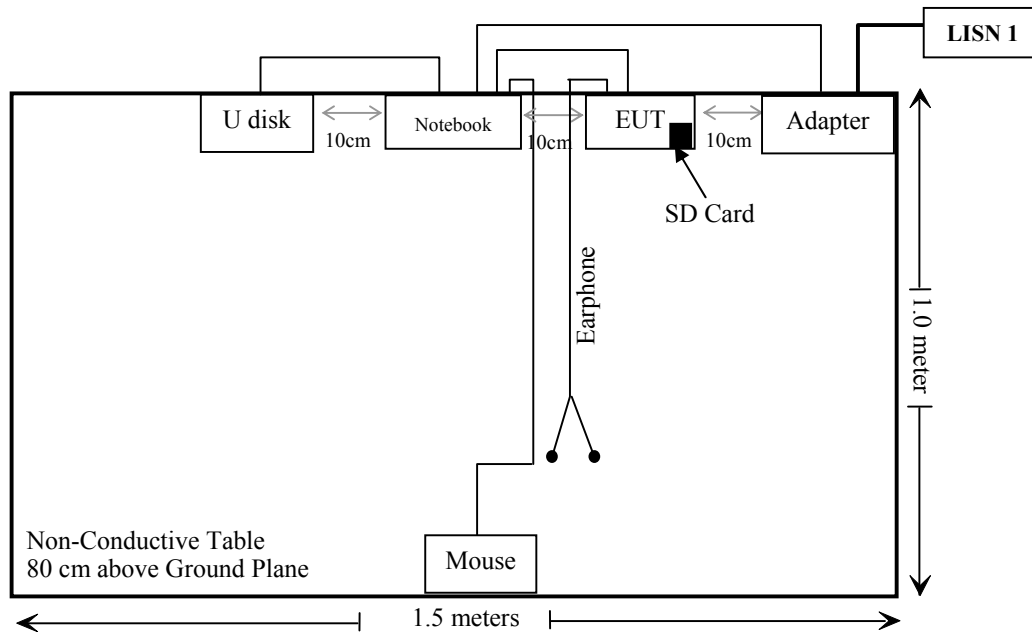 LISN 1
U disk
10cm
Notebook
10cm
EUT
10cm
Adapter
SD Card
Earphone
1.0 meter
Non-Conductive Table
80 cm above Ground Plane
Mouse
1.5 meters